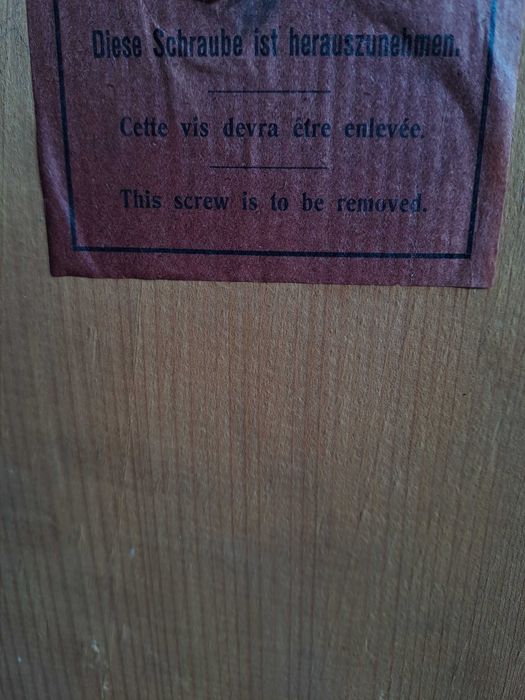 Diese Schraube ist herauszunehmen.
Cette vis devra être enlevée.
This screw is to be removed.